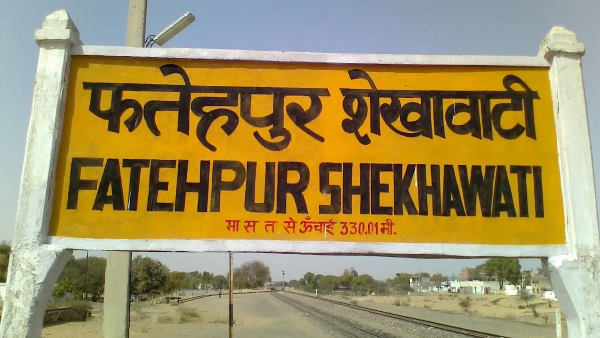 फतेहपुर शेखावाटी
FATEHPUR SHEKHAWATI
मा स त से ऊँचाई 330.01 मी.